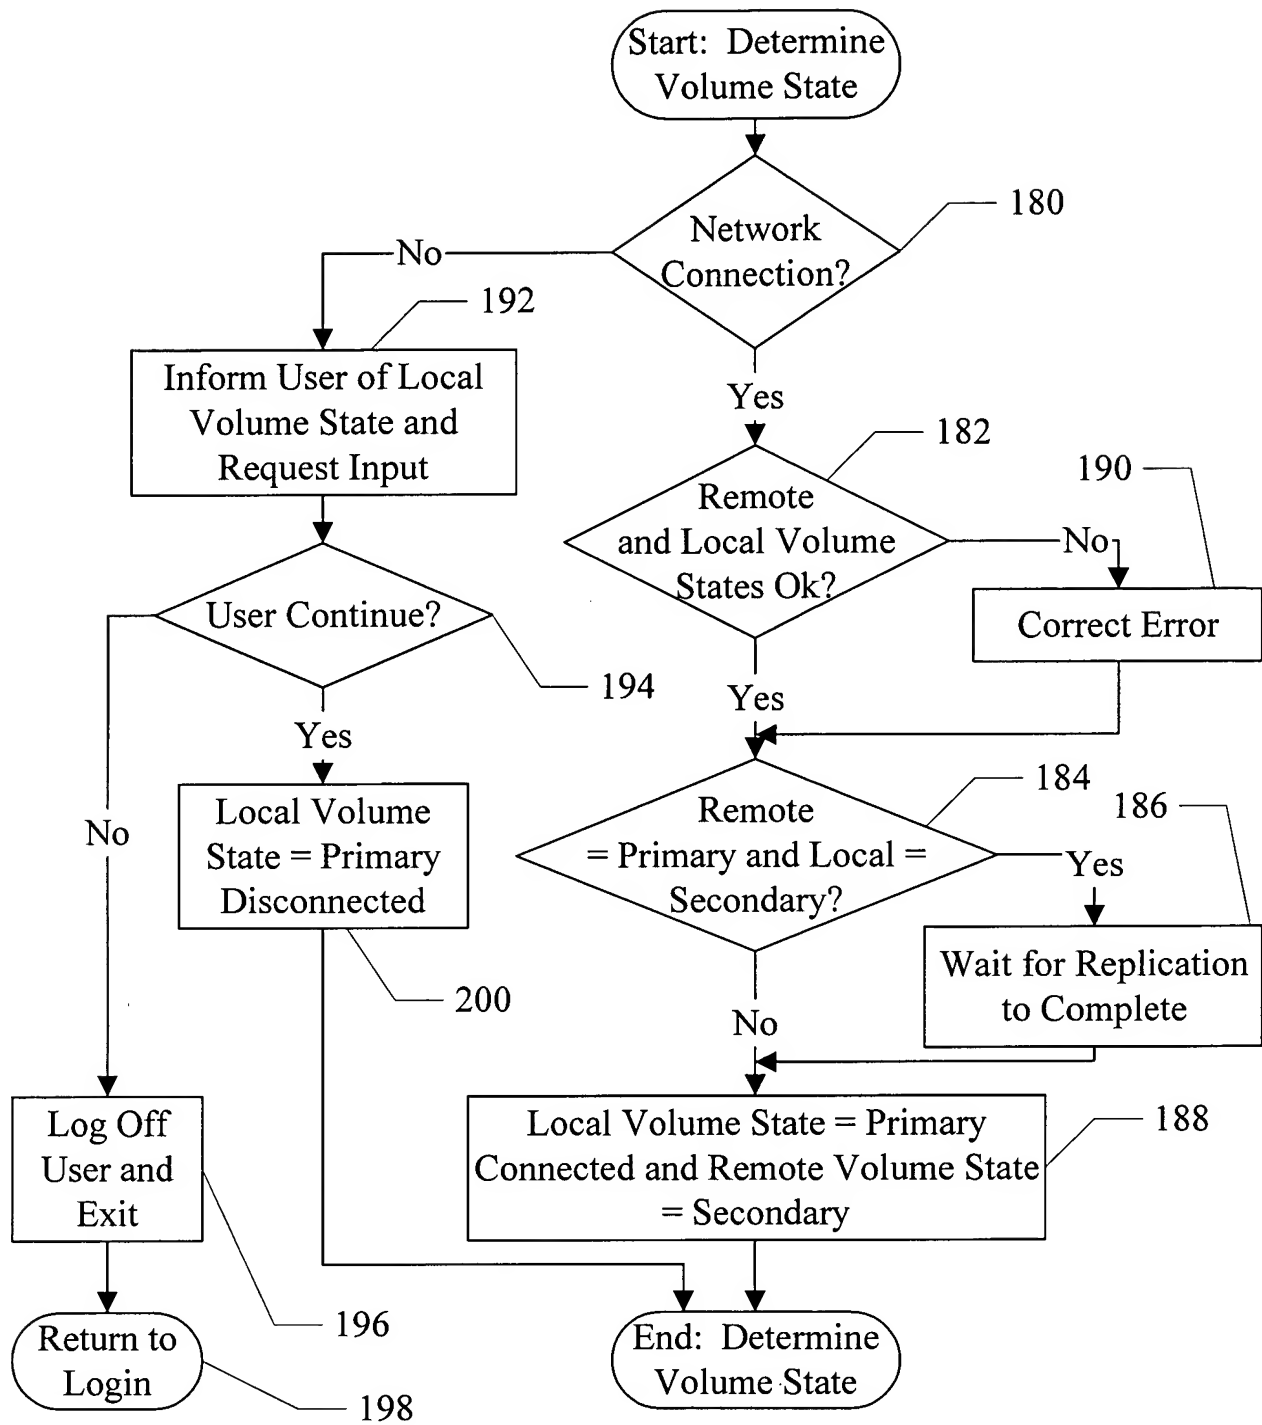 Start: Determine
Volume State
180
Network
Connection?
No
192
Inform User of Local
Volume State and
Request Input
Yes
182
190
Remote
and Local Volume
States Ok?
No
User Continue?
Correct Error
194
Yes
Yes
184
186
Local Volume
State = Primary
Disconnected
Remote
= Primary and Local =
Secondary?
No
Yes
200
Wait for Replication
to Complete
No
Log Off
User and
Exit
Local Volume State = Primary
Connected and Remote Volume State
= Secondary
188
196
Return to
Login
End: Determine
Volume State
198